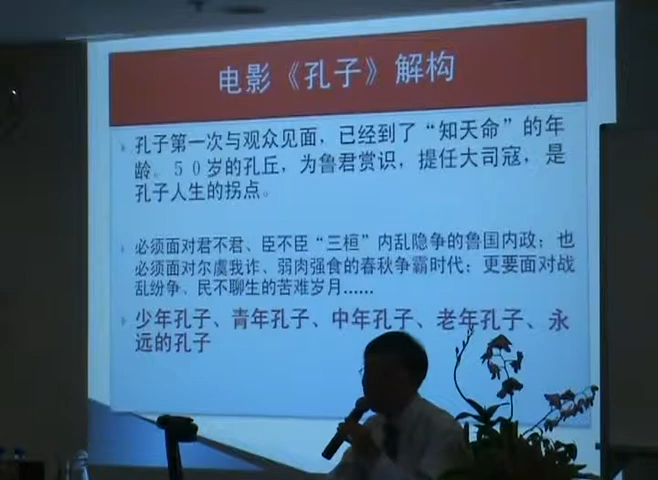 电影《孔子》解构
孔子第一次与观众见面，已经到了“知天命”的年
龄。50岁的孔丘，为鲁君赏识，提任大司寇，是
孔子人生的拐点。
必须面对君不君、臣不臣“三桓”内乱隐争的鲁国内政；也
必须面对尔虞我诈、弱肉强食的春秋争霸时代；更要面对战
乱纷争、民不聊生的苦难岁月......
少年孔子、青年孔子、中年孔子、老年孔子、永
远的孔子